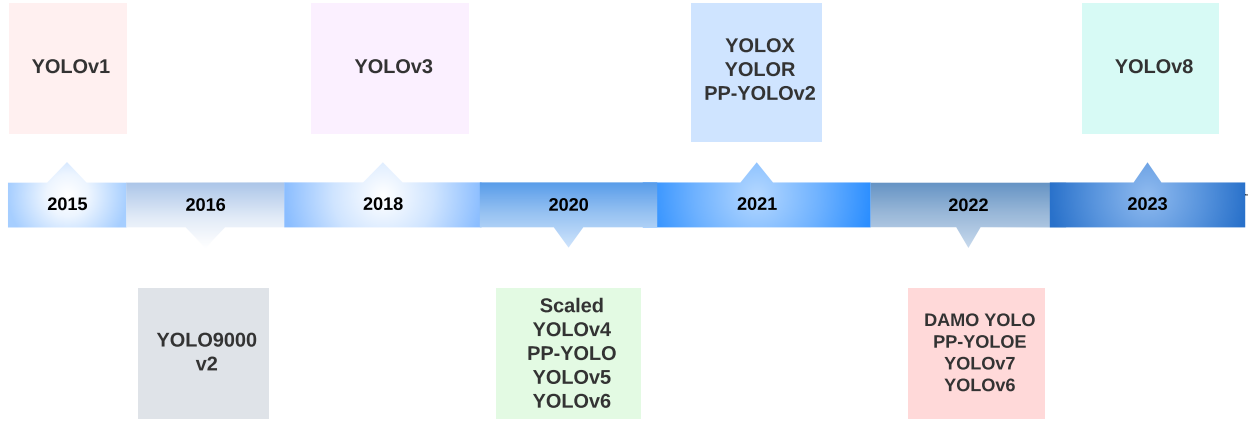 YOLOv1
YOLOv3
YOLOX
YOLOR
PP-YOLOv2
YOLOv8
2015
2016
2018
2020
2021
2022
2023
YOLO9000
v2
Scaled
YOLOv4
PP-YOLO
YOLOv5
YOLOv6
DAMO YOLO
PP-YOLOE
YOLOv7
YOLOv6